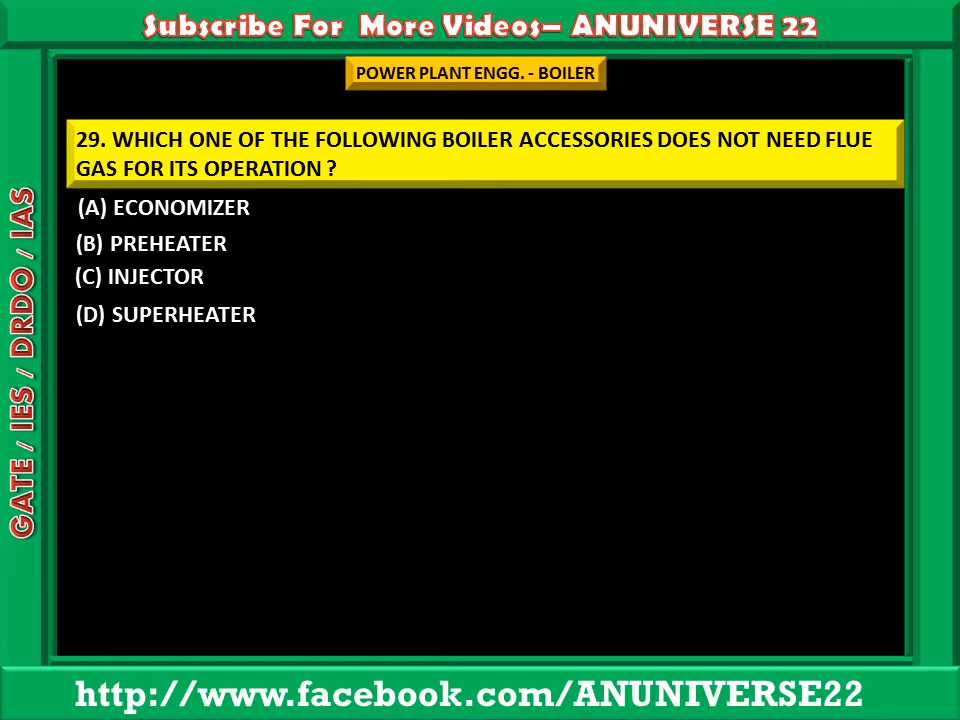 Subscribe For More Videos– ANUNIVERSE 22
POWER PLANT ENGG. - BOILER
29. WHICH ONE OF THE FOLLOWING BOILER ACCESSORIES DOES NOT NEED FLUE
GAS FOR ITS OPERATION ?
(A) ECONOMIZER
(B) PREHEATER
(C) INJECTOR
(D) SUPERHEATER
GATE / IES / DRDO / IAS
http://www.facebook.com/ANUNIVERSE22